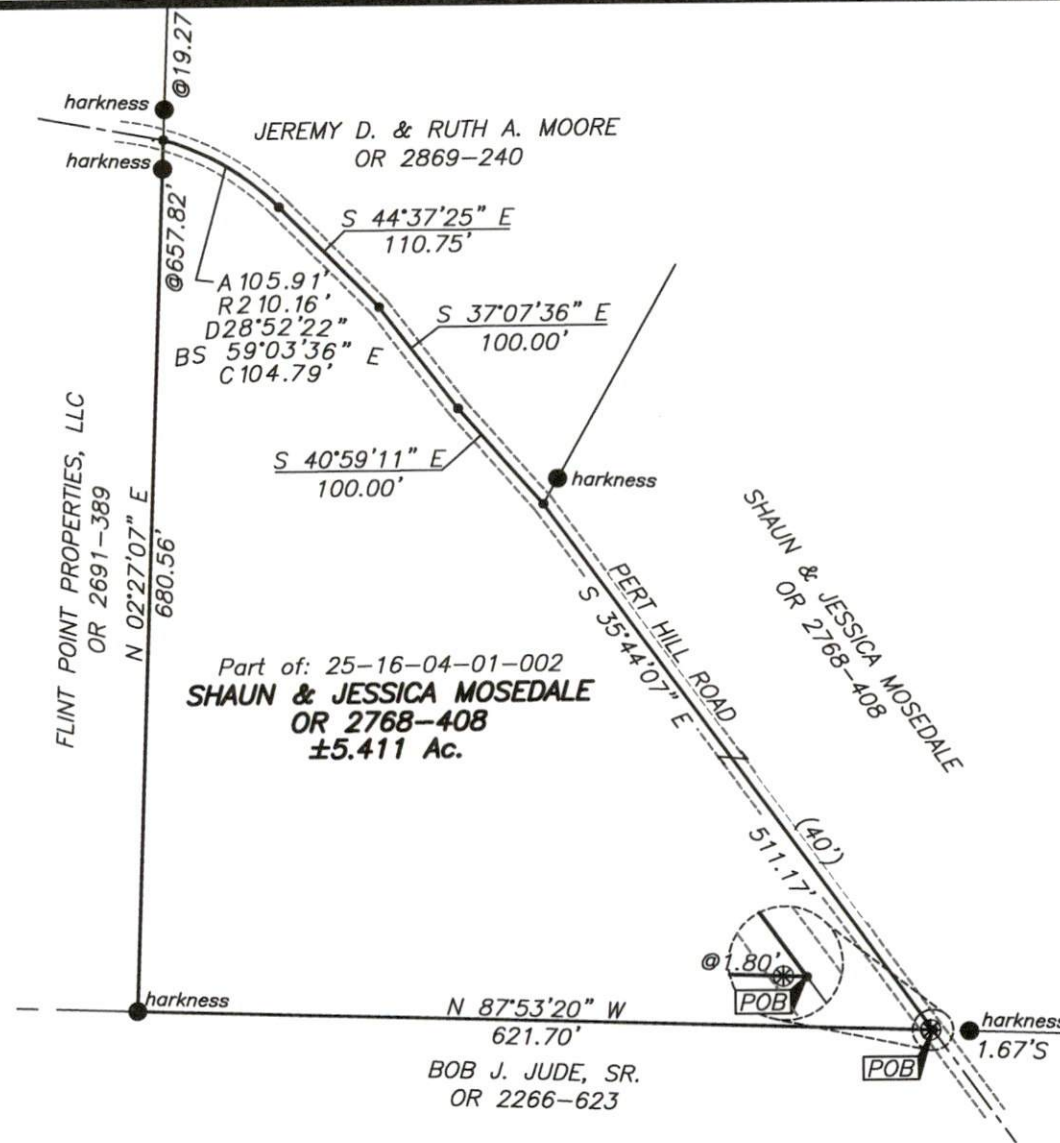 @19.27
harkness
JEREMY D. & RUTH A. MOORE
OR 2869-240
harkness
@657.82'
S 44°37'25" E
110.75'
A 105.91'
R 210.16'
D 28°52'22"
BS 59°03'36" E
C 104.79'
S 37°07'36" E
100.00'
S 40°59'11" E
100.00'
harkness
FLINT POINT PROPERTIES, LLC
OR 2691-389
N 02°27'07" E
680.56'
SHAUN & JESSICA MOSEDALE
OR 2768-408
PERT HILL ROAD
S 35°44'07" E
511.17'
(40')
Part of: 25-16-04-01-002
SHAUN & JESSICA MOSEDALE
OR 2768-408
±5.411 Ac.
@1.80'
POB
harkness
N 87°53'20" W
621.70'
harkness
1.67'S
POB
BOB J. JUDE, SR.
OR 2266-623